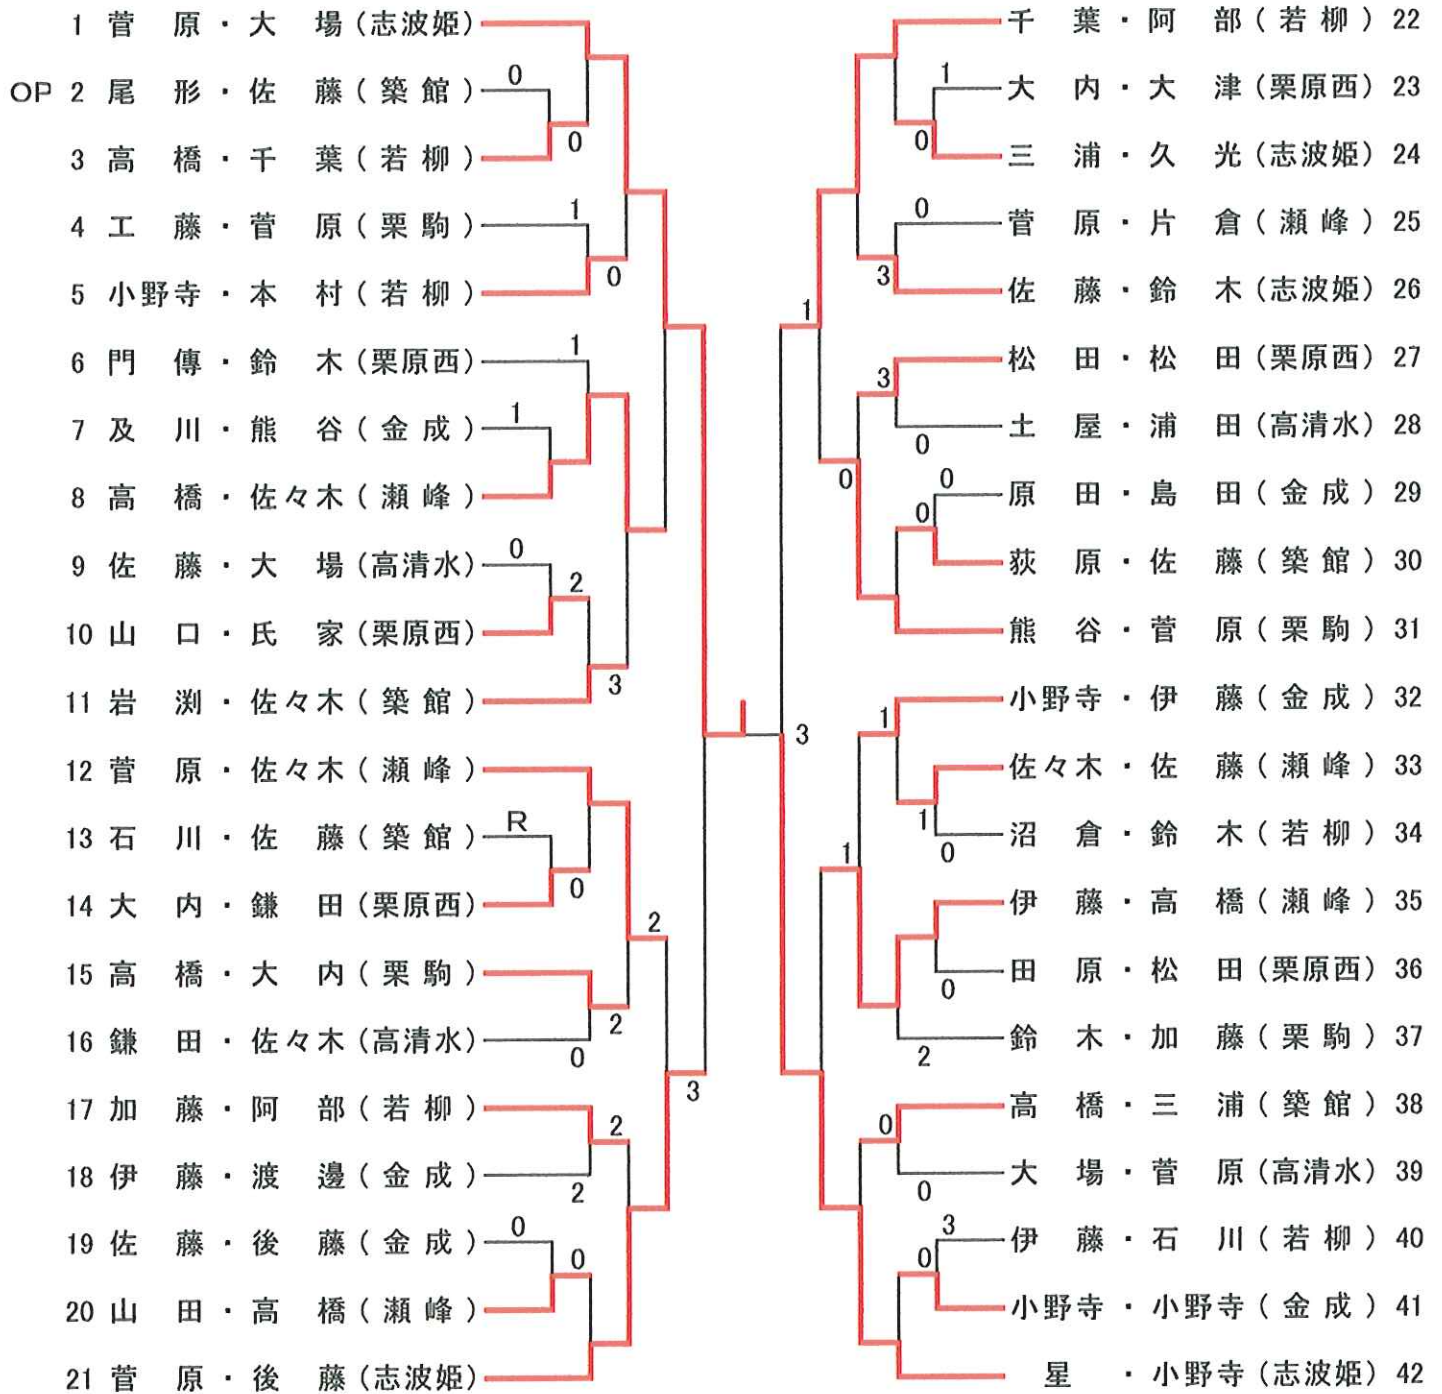 1 菅原・大場(志波姫)
0
OP 2 尾形・佐藤(築館)
0
3 高橋・千葉(若柳)
1
4 工藤・菅原(栗駒)
0
5 小野寺・本村(若柳)
1
6 門傳・鈴木(栗原西)
1
7 及川・熊谷(金成)
8 高橋・佐々木(瀬峰)
0
9 佐藤・大場(高清水)
2
10 山口・氏家(栗原西)
3
11 岩渕・佐々木(築館)
12 菅原・佐々木(瀬峰)
R
13 石川・佐藤(築館)
0
14 大内・鎌田(栗原西)
2
15 高橋・大内(栗駒)
2
16 鎌田・佐々木(高清水)
0
3
17 加藤・阿部(若柳)
2
18 伊藤・渡邊(金成)
2
0
19 佐藤・後藤(金成)
0
20 山田・高橋(瀬峰)
21 菅原・後藤(志波姫)
3
千葉・阿部(若柳) 22
1
大内・大津(栗原西) 23
0
三浦・久光(志波姫) 24
0
菅原・片倉(瀬峰) 25
3
佐藤・鈴木(志波姫) 26
1
松田・松田(栗原西) 27
3
土屋・浦田(高清水) 28
0
0
0
原田・島田(金成) 29
0
荻原・佐藤(築館) 30
熊谷・菅原(栗駒) 31
小野寺・伊藤(金成) 32
1
佐々木・佐藤(瀬峰) 33
1
沼倉・鈴木(若柳) 34
0
1
伊藤・高橋(瀬峰) 35
田原・松田(栗原西) 36
0
鈴木・加藤(栗駒) 37
2
高橋・三浦(築館) 38
0
大場・菅原(高清水) 39
0
3
伊藤・石川(若柳) 40
0
小野寺・小野寺(金成) 41
星・小野寺(志波姫) 42